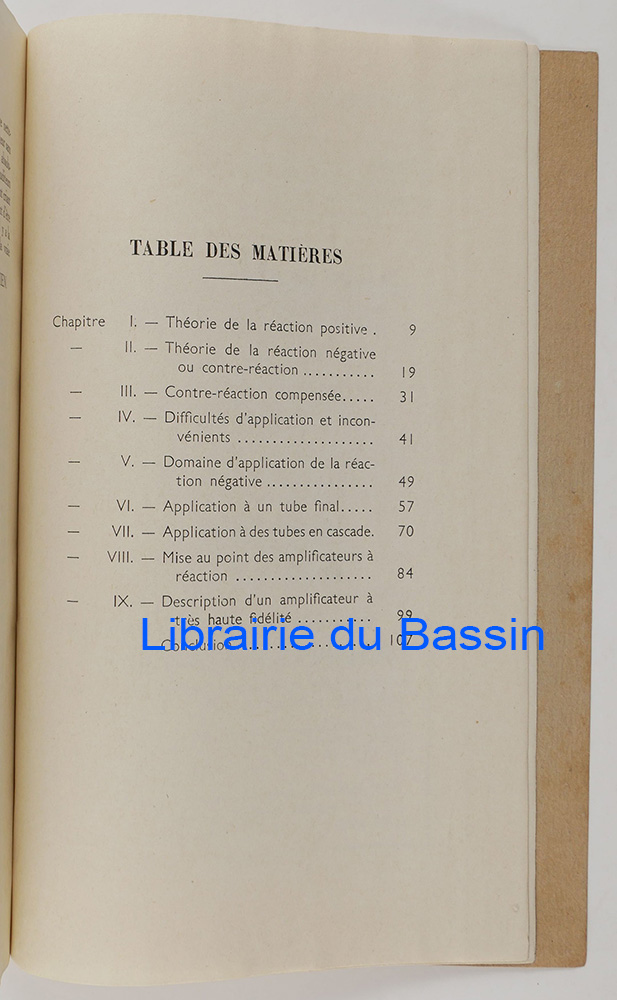 TABLE DES MATIÈRES
Chapitre I. — Théorie de la réaction positive . 9
— II. — Théorie de la réaction négative
ou contre-réaction ........... 19
— III. — Contre-réaction compensée..... 31
— IV. — Difficultés d'application et incon-
vénients .................... 41
— V. — Domaine d'application de la réac-
tion négative ................ 49
— VI. — Application à un tube final..... 57
— VII. — Application à des tubes en cascade. 70
— VIII. — Mise au point des amplificateurs à
réaction .................... 84
— IX. — Description d'un amplificateur à
très haute fidélité ........... 99
Conclusion .................... 107
Librairie du Bassin